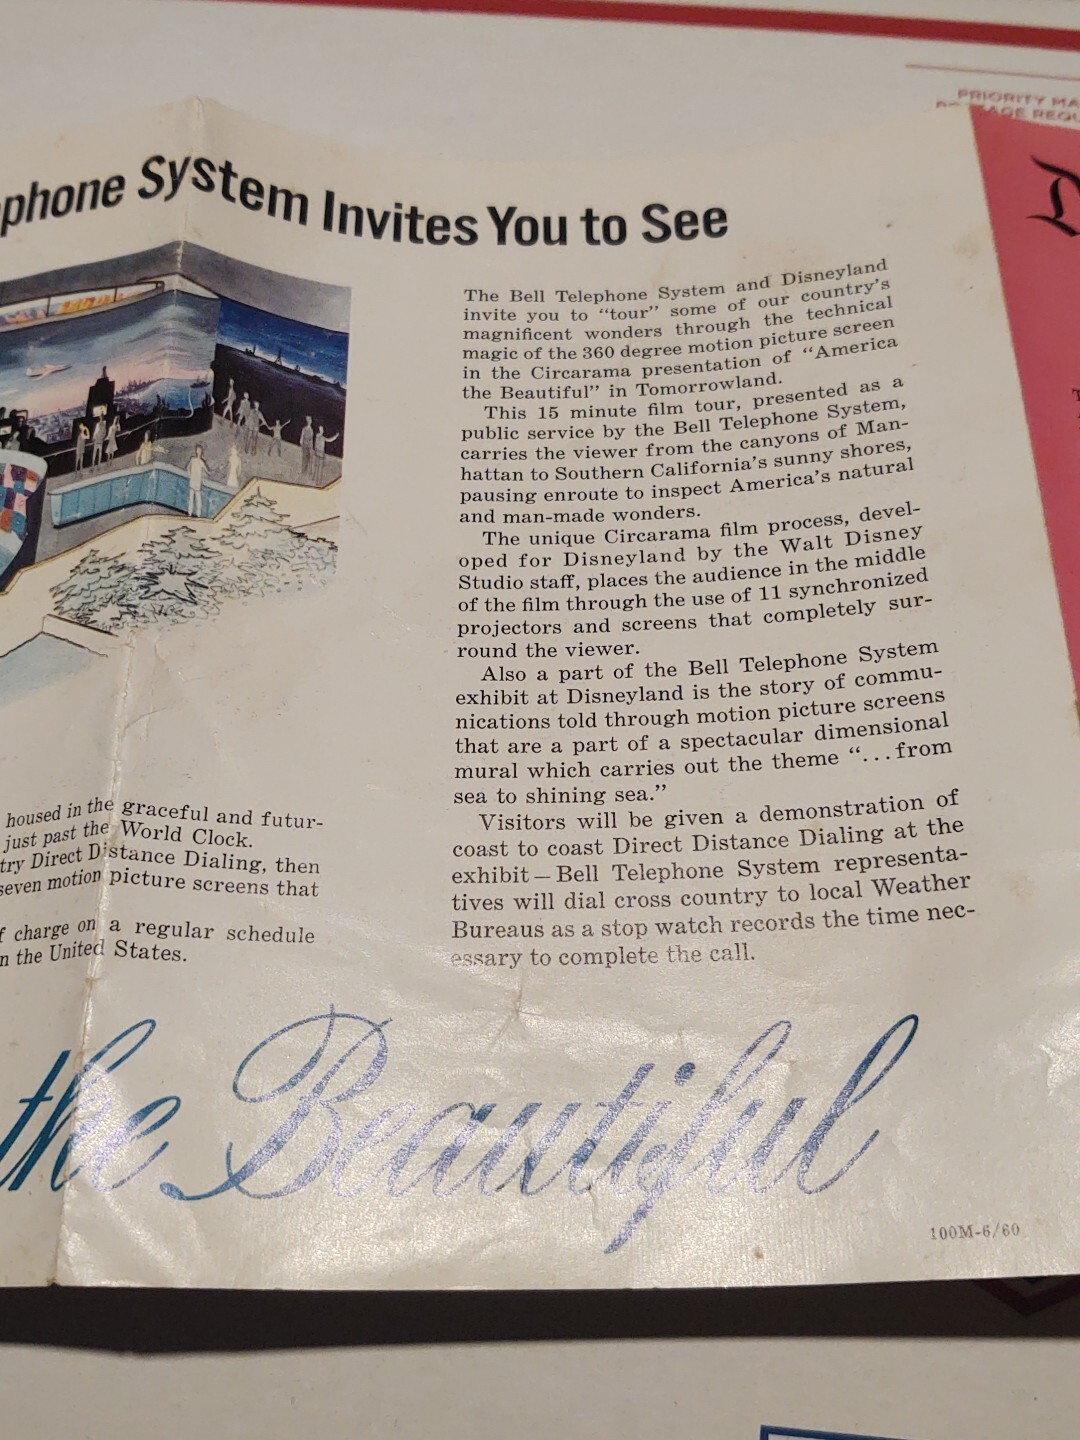 PRIORITY
System Invites You to See
The Bell Telephone System and Disneyland
invite you to “tour” some of our country’s
magnificent wonders through the technical
magic of the 360 degree motion picture screen
in the Circarama presentation of “America
the Beautiful” in Tomorrowland.
This 15 minute film tour, presented as a
public service by the Bell Telephone System,
carries the viewer from the canyons of Man-
hattan to Southern California’s sunny shores,
pausing enroute to inspect America’s natural
and man-made wonders.
The unique Circarama film process, devel-
oped for Disneyland by the Walt Disney
Studio staff, places the audience in the middle
of the film through the use of 11 synchronized
projectors and screens that completely sur-
round the viewer.
Also a part of the Bell Telephone System
exhibit at Disneyland is the story of commu-
nications told through motion picture screens
that are a part of a spectacular dimensional
mural which carries out the theme “...from
sea to shining sea.”
Visitors will be given a demonstration of
coast to coast Direct Distance Dialing at the
exhibit — Bell Telephone System representa-
tives will dial cross country to local Weather
Bureaus as a stop watch records the time nec-
essary to complete the call.
housed in the graceful and futur-
just past the World Clock.
try Direct Distance Dialing, then
seven motion picture screens that
charge on a regular schedule
the United States.
the Beautiful
100M-6/60